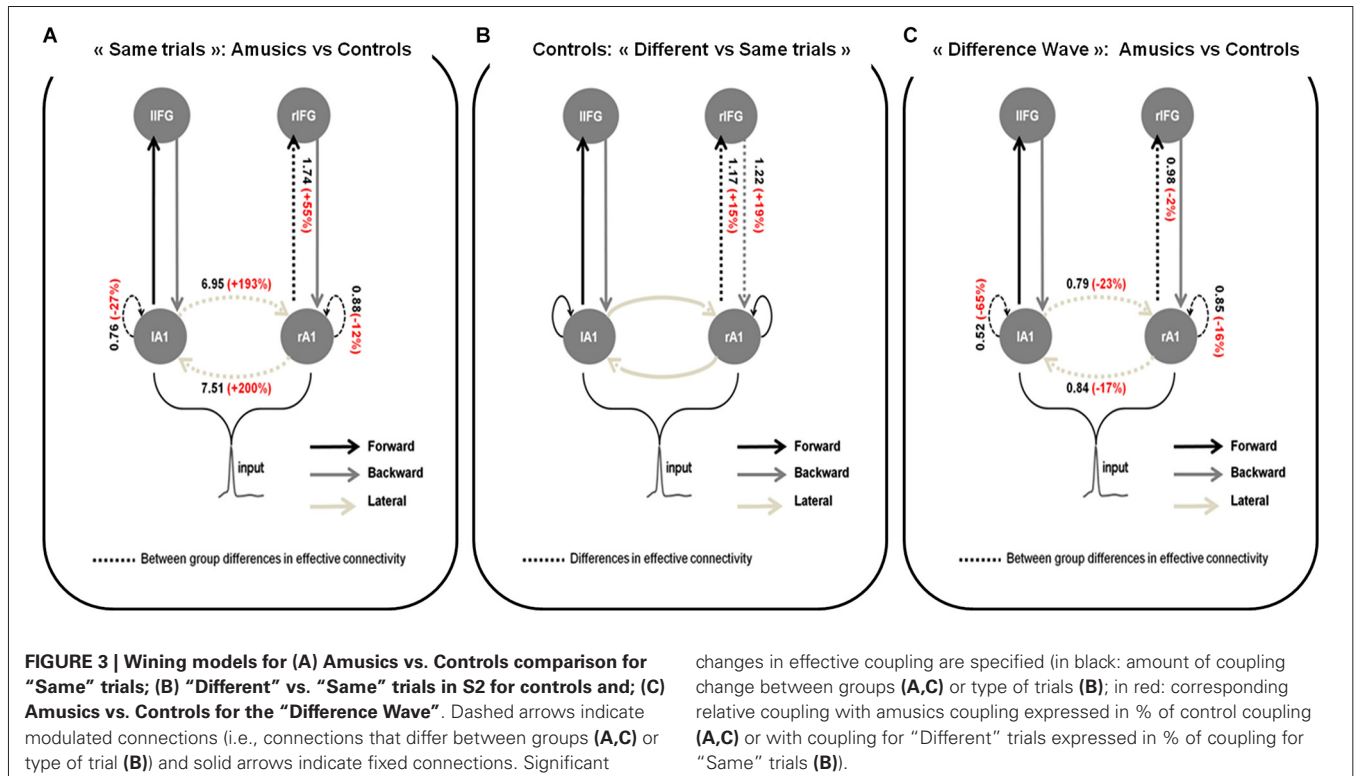 A
« Same trials »: Amusics vs Controls
lIFG
rIFG
1.74 (+55%)
6.95 (+193%)
0.76 (-27%)
0.88(-12%)
lA1
rA1
7.51 (+200%)
input
Forward
Backward
Lateral
Between group differences in effective connectivity
B
Controls: « Different vs Same trials »
lIFG
rIFG
1.17 (+15%)
1.22 (+19%)
lA1
rA1
input
Forward
Backward
Lateral
Differences in effective connectivity
C
« Difference Wave »: Amusics vs Controls
lIFG
rIFG
0.98 (-2%)
0.79 (-23%)
0.52 (-65%)
0.85 (-16%)
lA1
rA1
0.84 (-17%)
input
Forward
Backward
Lateral
Between group differences in effective connectivity
FIGURE 3 | Wining models for (A) Amusics vs. Controls comparison for
"Same" trials; (B) "Different" vs. "Same" trials in S2 for controls and; (C)
Amusics vs. Controls for the "Difference Wave". Dashed arrows indicate
modulated connections (i.e., connections that differ between groups (A,C) or
type of trial (B)) and solid arrows indicate fixed connections. Significant
changes in effective coupling are specified (in black: amount of coupling
change between groups (A,C) or type of trials (B); in red: corresponding
relative coupling with amusics coupling expressed in % of control coupling
(A,C) or with coupling for "Different" trials expressed in % of coupling for
"Same" trials (B)).